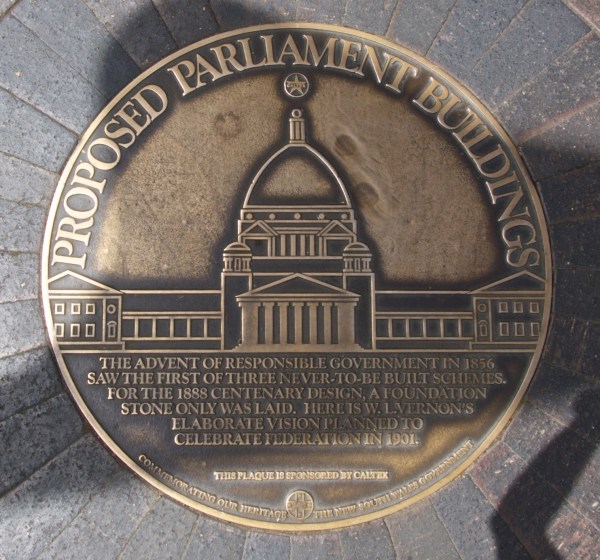 PROPOSED PARLIAMENT BUILDINGS
THE ADVENT OF RESPONSIBLE GOVERNMENT IN 1856
SAW THE FIRST OF THREE NEVER-TO-BE BUILT SCHEMES.
FOR THE 1888 CENTENARY DESIGN, A FOUNDATION
STONE ONLY WAS LAID. HERE IS W. L. VERNON'S
ELABORATE VISION PLANNED TO
CELEBRATE FEDERATION IN 1901.
THIS PLAQUE IS SPONSORED BY CALTEX
COMMEMORATING OUR HERITAGE THE NEW SOUTH WALES GOVERNMENT